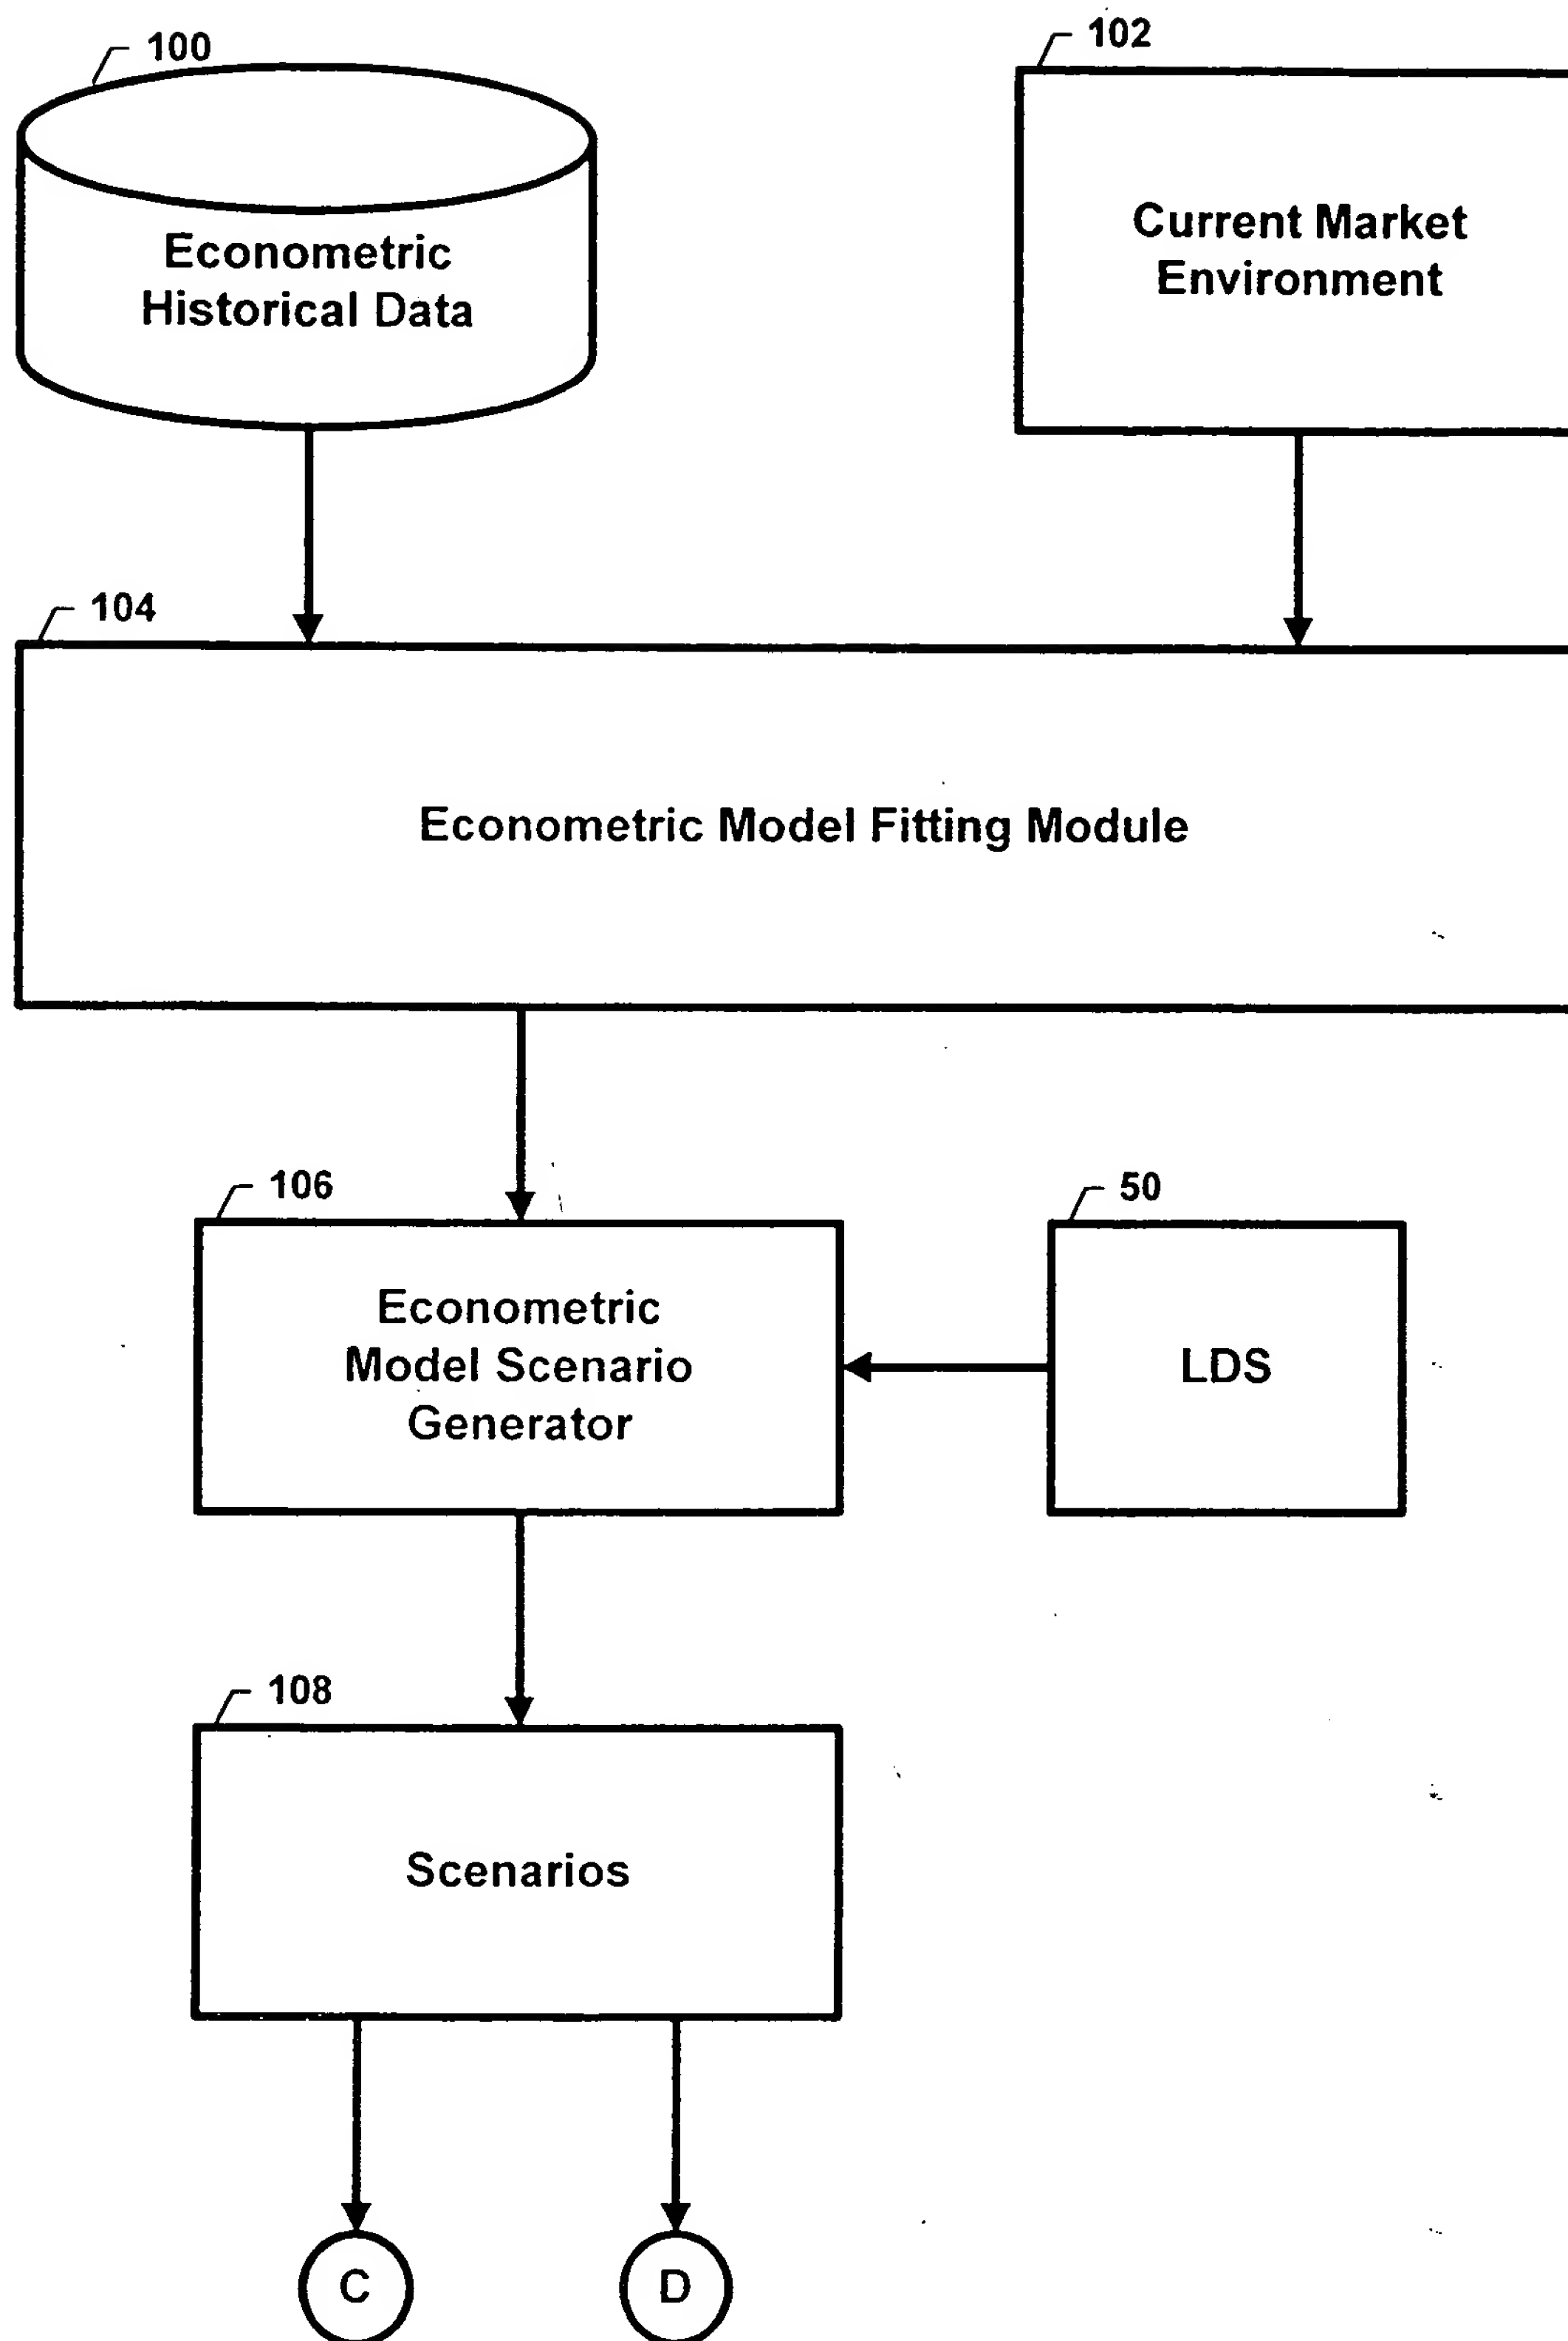 100
102
Econometric
Historical Data
Current Market
Environment
104
Econometric Model Fitting Module
106
50
Econometric
Model Scenario
Generator
LDS
108
Scenarios
C
D